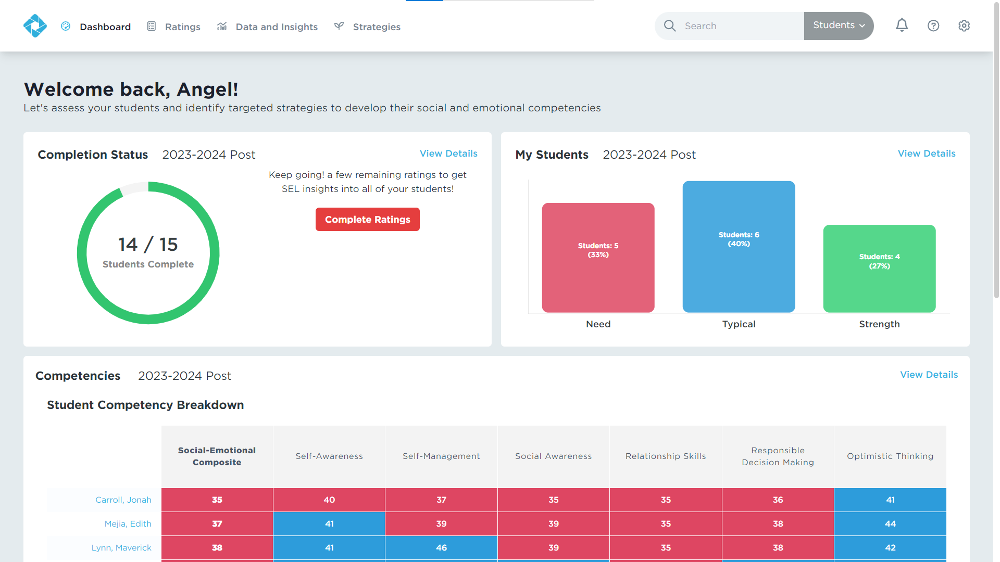 Dashboard
Ratings
Data and Insights
Strategies
Search
Students
Welcome back, Angel!
Let's assess your students and identify targeted strategies to develop their social and emotional competencies
Completion Status 2023-2024 Post
View Details
Keep going! a few remaining ratings to get
SEL insights into all of your students!
Complete Ratings
14 / 15
Students Complete
My Students 2023-2024 Post
View Details
Students: 5
(33%)
Students: 6
(40%)
Students: 4
(27%)
Need
Typical
Strength
Competencies 2023-2024 Post
View Details
Student Competency Breakdown
Social-Emotional
Composite
Self-Awareness
Self-Management
Social Awareness
Relationship Skills
Responsible
Decision Making
Optimistic Thinking
Carroll, Jonah 35 40 37 35 35 36 41
Mejia, Edith 37 41 39 39 35 38 44
Lynn, Maverick 38 41 46 39 35 38 42